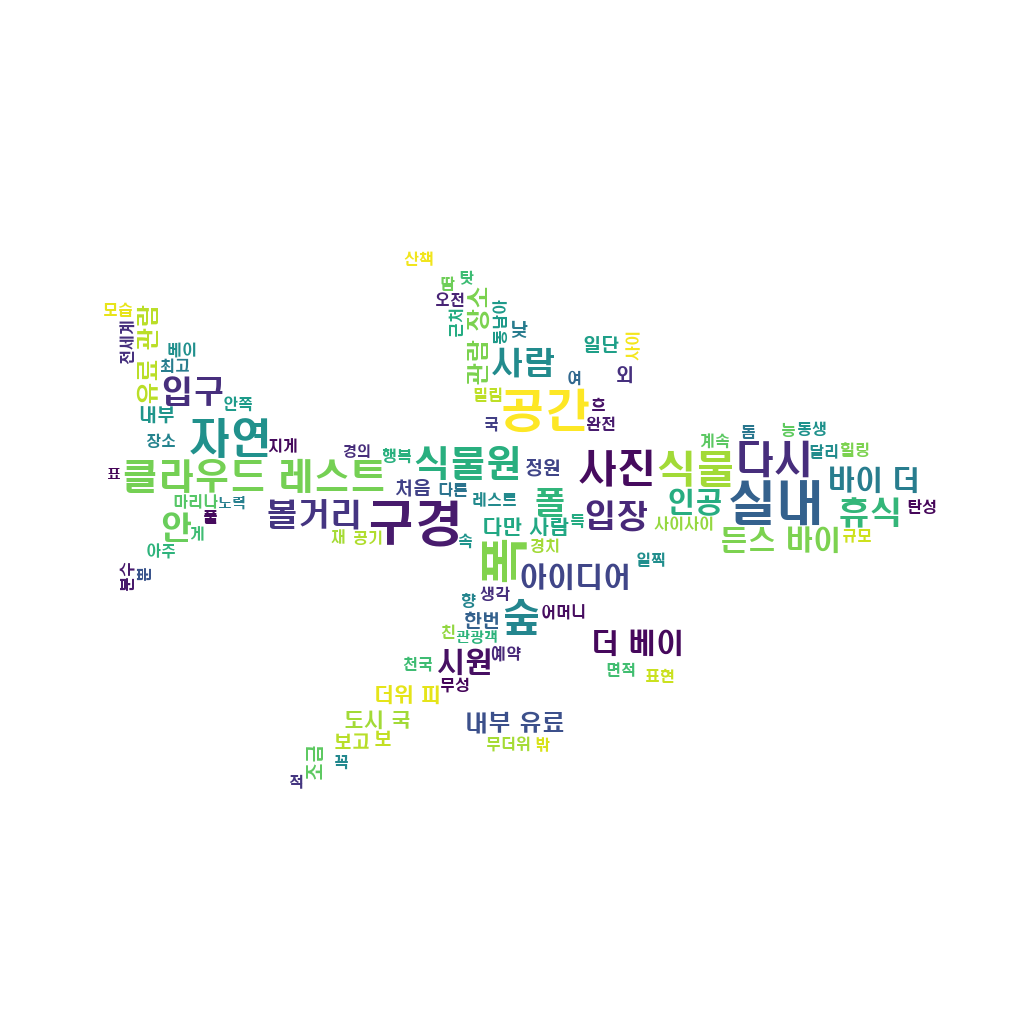 산책
땀
탓
오전
모습
유료 관람
전세계
근처
관람 장소
동남아
낮
일단
사이
베이
최고
사람
입구
여
외
밀림
공간
흐
안쪽
내부
자연
국
완전
돔
능
동생
장소
지게
경의
행복
식물원
정원
사진
식물
계속
다시
달리
힐링
표
클라우드 레스트
처음
다른
바이 더
마리나
노력
볼거리
구경
레스트
폴
입장
인공
실내
휴식
탄성
안
게
풀
재
공기
속
다만
사람
득
사이사이
든스 바이
규모
아주
경치
일찍
분수
뿐
빼
아이디어
생각
향
한번
숲
어머니
친
관광객
더 베이
천국
시원
예약
면적
표현
무성
더위 피
도시 국
내부 유료
보고
보
무더위
밖
조금
꼭
적